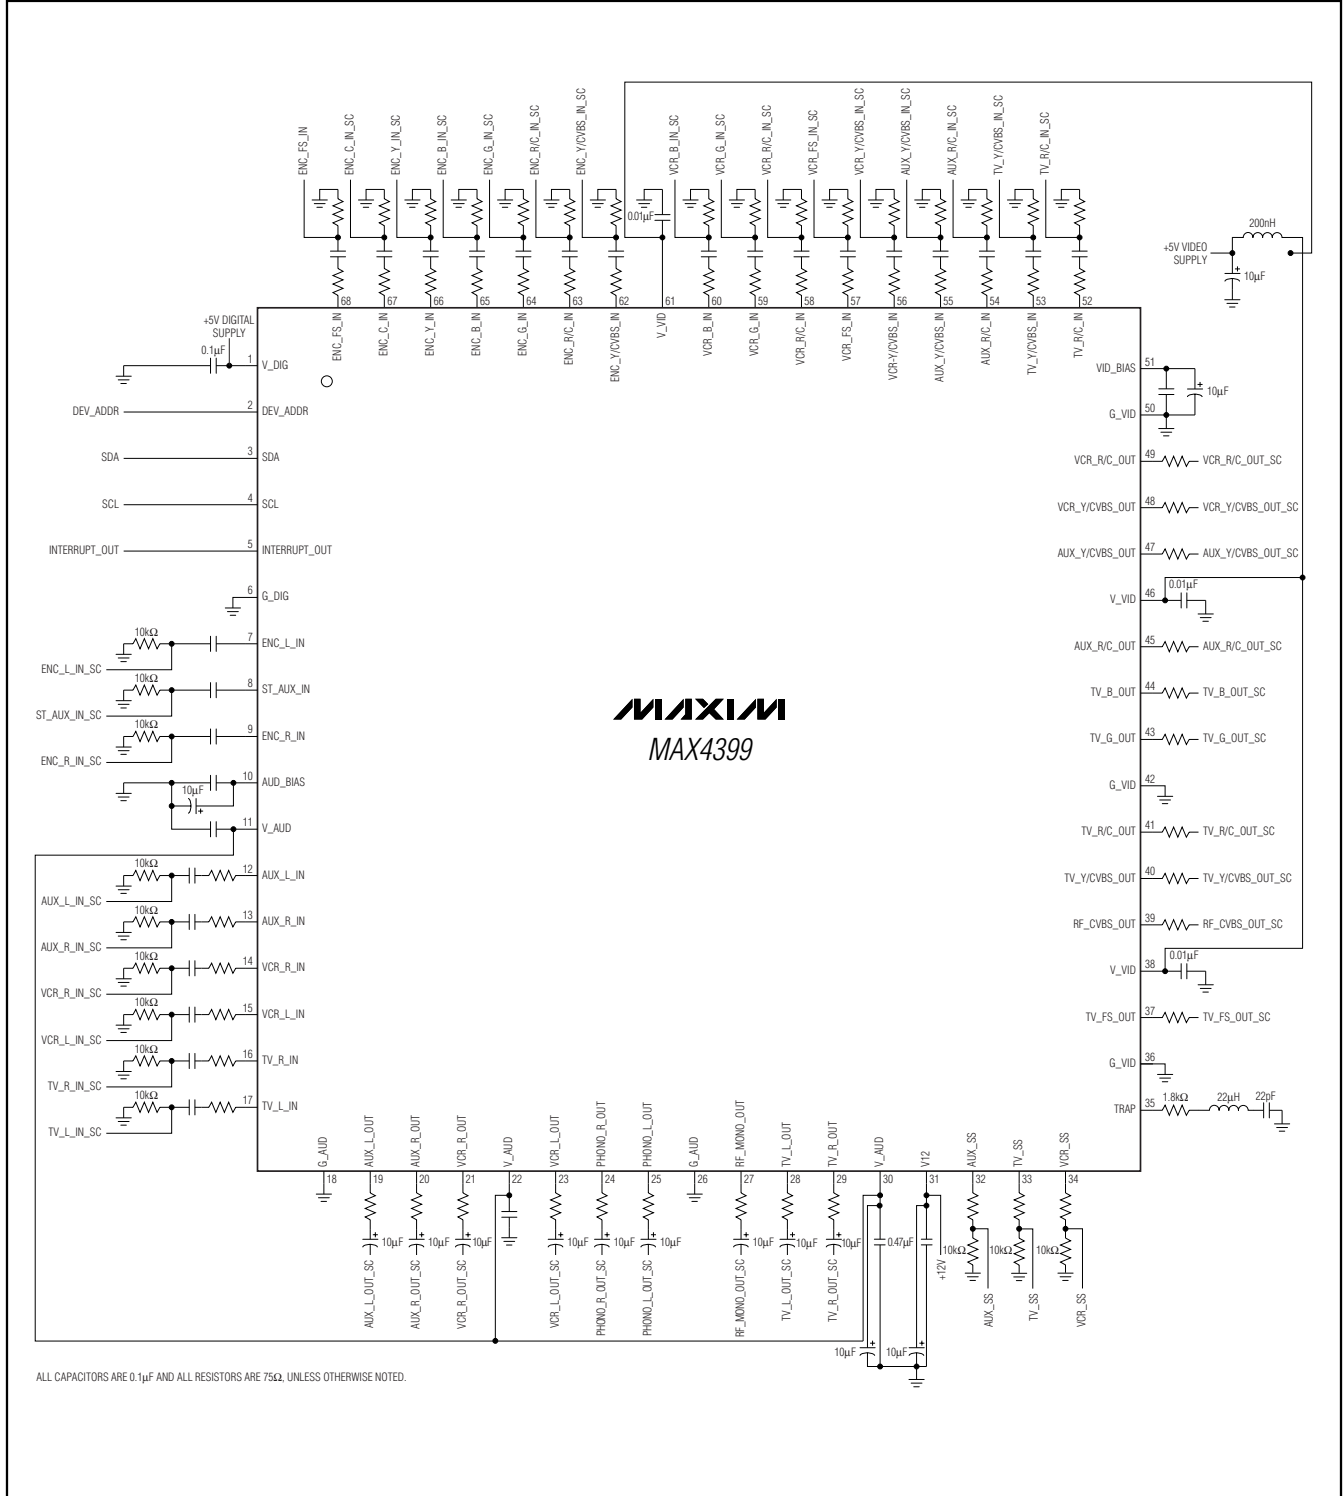 ENC_FS_IN
ENC_C_IN_SC
ENC_Y_IN_SC
ENC_B_IN_SC
ENC_G_IN_SC
ENC_R/C_IN_SC
ENC_Y/CVBS_IN_SC
VCR_B_IN_SC
VCR_G_IN_SC
VCR_R/C_IN_SC
VCR_FS_IN_SC
VCR_Y/CVBS_IN_SC
AUX_Y/CVBS_IN_SC
AUX_R/C_IN_SC
TV_Y/CVBS_IN_SC
TV_R/C_IN_SC
0.01µF
200nH
+5V VIDEO
SUPPLY
10µF
68 67 66 65 64 63 62 61 60 59 58 57 56 55 54 53 52
ENC_FS_IN
ENC_C_IN
ENC_Y_IN
ENC_B_IN
ENC_G_IN
ENC_R/C_IN
ENC_Y/CVBS_IN
V_VID
VCR_B_IN
VCR_G_IN
VCR_R/C_IN
VCR_FS_IN
VCR-Y/CVBS_IN
AUX_Y/CVBS_IN
AUX_R/C_IN
TV_Y/CVBS_IN
TV_R/C_IN
+5V DIGITAL
SUPPLY
0.1µF
1 V_DIG
DEV_ADDR 2 DEV_ADDR
SDA 3 SDA
SCL 4 SCL
INTERRUPT_OUT 5 INTERRUPT_OUT
6 G_DIG
10kΩ
7 ENC_L_IN
ENC_L_IN_SC
10kΩ
8 ST_AUX_IN
ST_AUX_IN_SC
10kΩ
9 ENC_R_IN
ENC_R_IN_SC
10 AUD_BIAS
10µF
+
11 V_AUD
10kΩ
12 AUX_L_IN
AUX_L_IN_SC
10kΩ
13 AUX_R_IN
AUX_R_IN_SC
10kΩ
14 VCR_R_IN
VCR_R_IN_SC
10kΩ
15 VCR_L_IN
VCR_L_IN_SC
10kΩ
16 TV_R_IN
TV_R_IN_SC
10kΩ
17 TV_L_IN
TV_L_IN_SC
MAXIM
MAX4399
VID_BIAS 51
10µF
G_VID 50
VCR_R/C_OUT 49 VCR_R/C_OUT_SC
VCR_Y/CVBS_OUT 48 VCR_Y/CVBS_OUT_SC
AUX_Y/CVBS_OUT 47 AUX_Y/CVBS_OUT_SC
V_VID 46 0.01µF
AUX_R/C_OUT 45 AUX_R/C_OUT_SC
TV_B_OUT 44 TV_B_OUT_SC
TV_G_OUT 43 TV_G_OUT_SC
G_VID 42
TV_R/C_OUT 41 TV_R/C_OUT_SC
TV_Y/CVBS_OUT 40 TV_Y/CVBS_OUT_SC
RF_CVBS_OUT 39 RF_CVBS_OUT_SC
V_VID 38 0.01µF
TV_FS_OUT 37 TV_FS_OUT_SC
G_VID 36
TRAP 35 1.8kΩ 22µH 22pF
G_AUD
AUX_L_OUT
AUX_R_OUT
VCR_R_OUT
V_AUD
VCR_L_OUT
PHONO_R_OUT
PHONO_L_OUT
G_AUD
RF_MONO_OUT
TV_L_OUT
TV_R_OUT
V_AUD
V12
AUX_SS
TV_SS
VCR_SS
18 19 20 21 22 23 24 25 26 27 28 29 30 31 32 33 34
10µF 10µF 10µF 10µF 10µF 10µF 10µF 10µF 10µF 0.47µF 10kΩ 10kΩ 10kΩ
+12V
AUX_L_OUT_SC
AUX_R_OUT_SC
VCR_R_OUT_SC
VCR_L_OUT_SC
PHONO_R_OUT_SC
PHONO_L_OUT_SC
RF_MONO_OUT_SC
TV_L_OUT_SC
TV_R_OUT_SC
AUX_SS
TV_SS
VCR_SS
10µF 10µF
ALL CAPACITORS ARE 0.1µF AND ALL RESISTORS ARE 75Ω, UNLESS OTHERWISE NOTED.